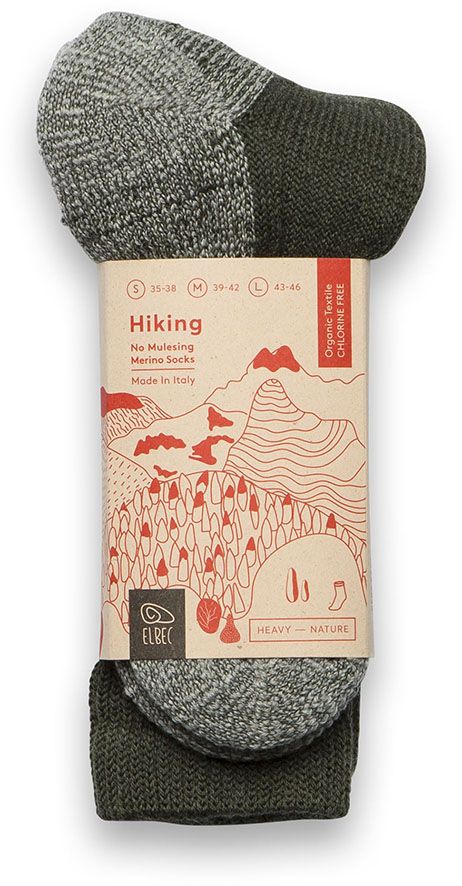 S 35-38 M 39-42 L 43-46
Organic Textile
CHLORINE FREE
Hiking
No Mulesing
Merino Socks
Made In Italy
ELBEC
HEAVY — NATURE